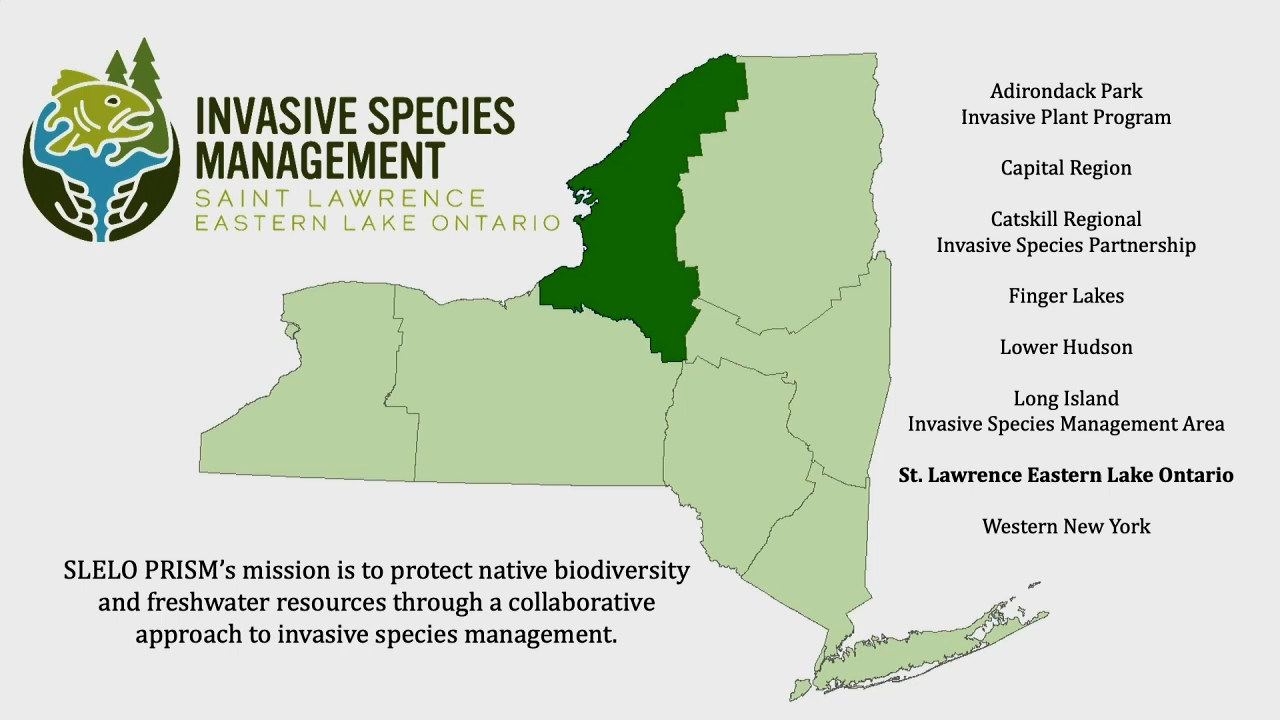 INVASIVE SPECIES
MANAGEMENT
SAINT LAWRENCE
EASTERN LAKE ONTARIO
Adirondack Park
Invasive Plant Program
Capital Region
Catskill Regional
Invasive Species Partnership
Finger Lakes
Lower Hudson
Long Island
Invasive Species Management Area
St. Lawrence Eastern Lake Ontario
Western New York
SLELO PRISM’s mission is to protect native biodiversity
and freshwater resources through a collaborative
approach to invasive species management.